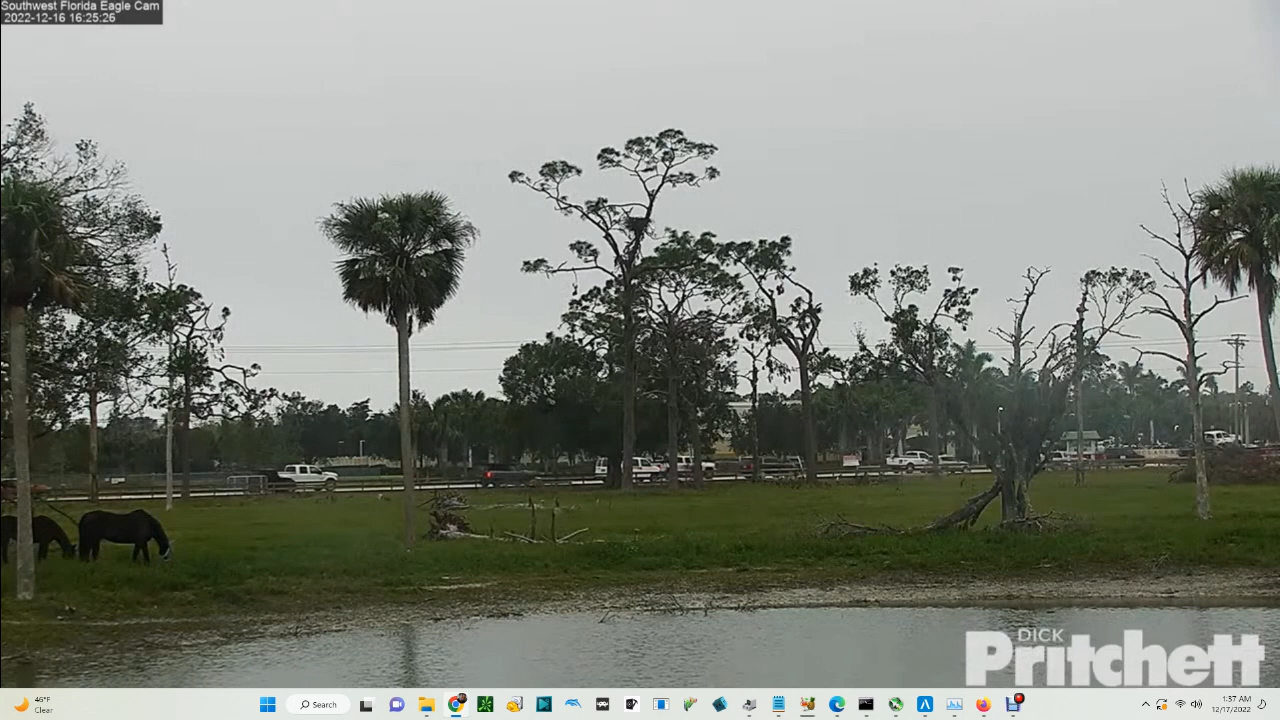 Southwest Florida Eagle Cam
2022-12-16 16:25:26
DICK
Pritchett
46°F
Clear
Search
1:37 AM
12/17/2022